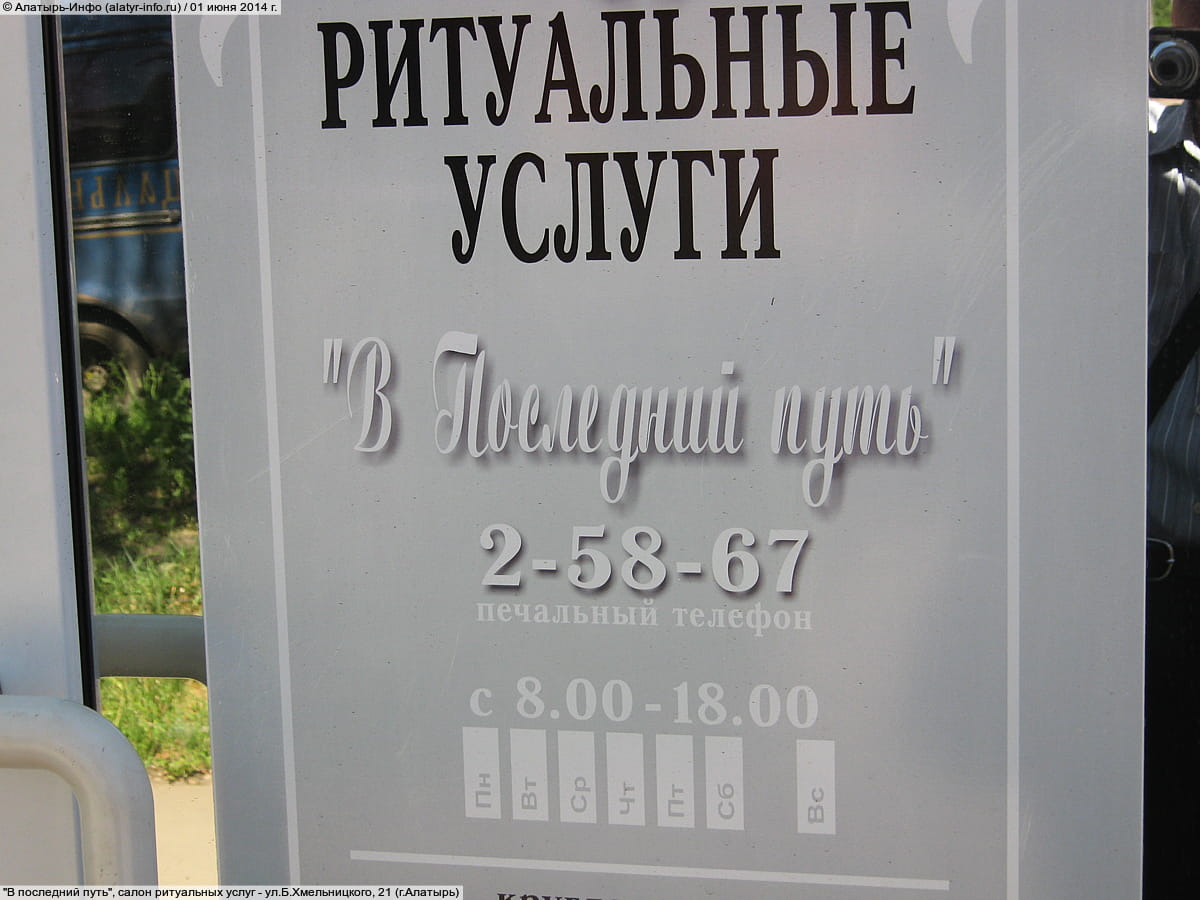 © Алатырь-Инфо (alatyr-info.ru) / 01 июня 2014 г.
РИТУАЛЬНЫЕ
УСЛУГИ
"В Последний путь"
2-58-67
печальный телефон
с 8.00-18.00
Пн Вт Ср Чт Пт Сб Вс
"В последний путь", салон ритуальных услуг - ул.Б.Хмельницкого, 21 (г.Алатырь)